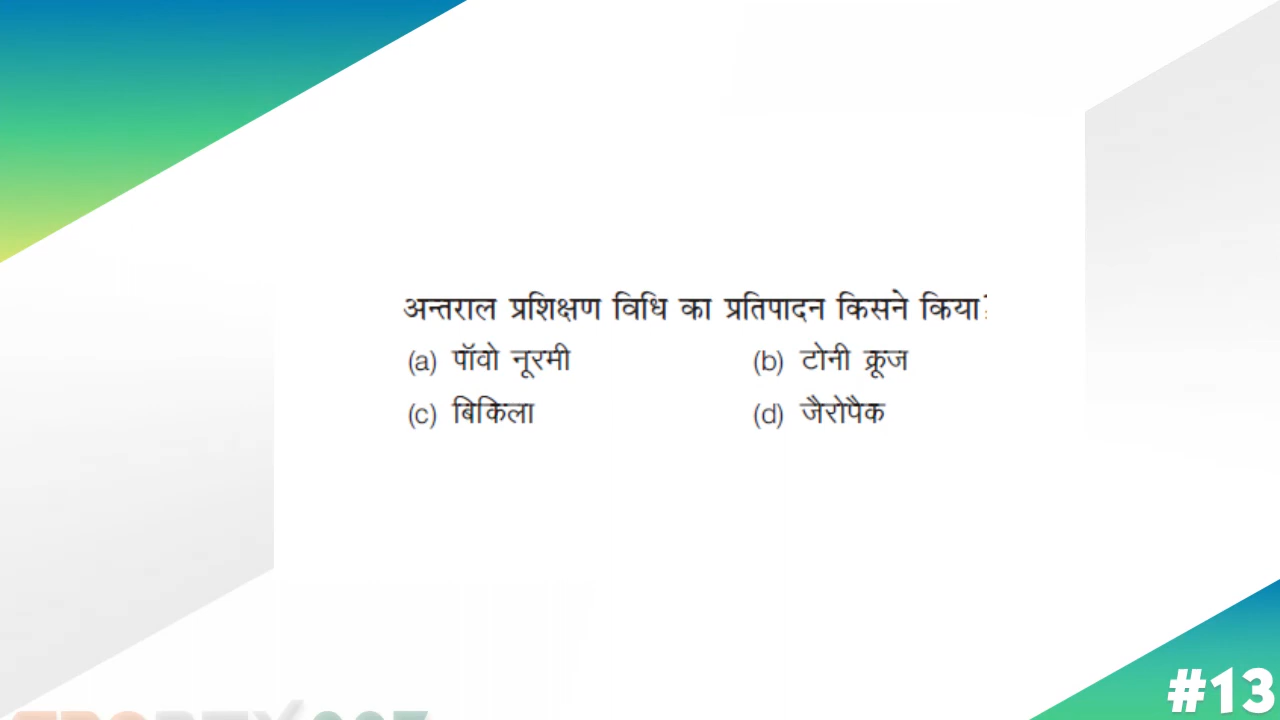 अन्तराल प्रशिक्षण विधि का प्रतिपादन किसने किया?
(a) पॉवो नूरमी (b) टोनी क्रूज
(c) बिकिला (d) जैरोपैक
#13